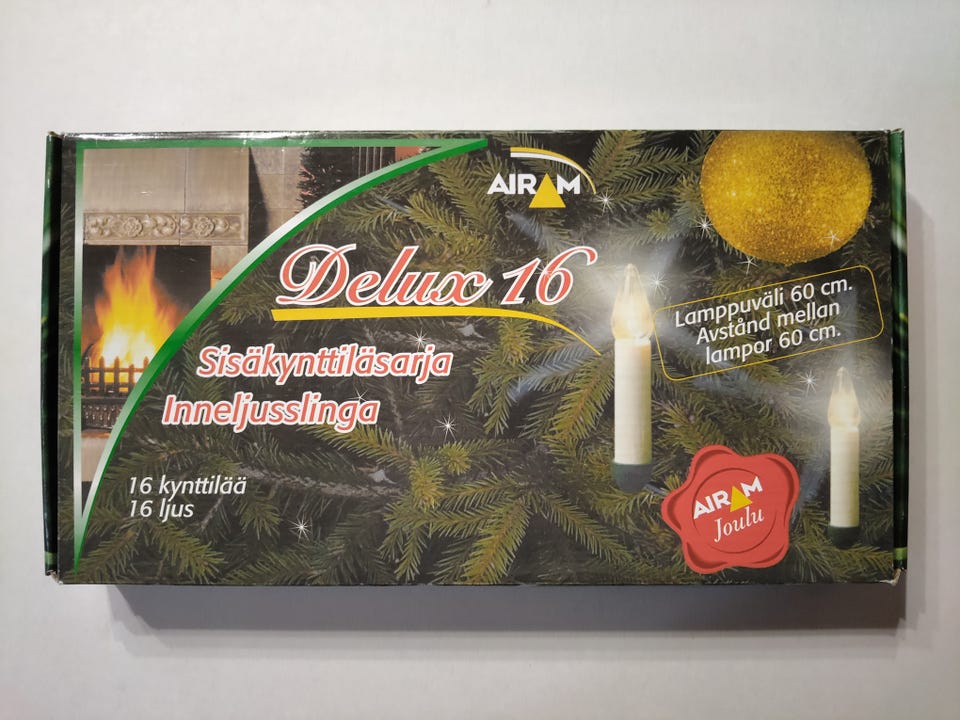 AIRAM
Delux 16
Sisäkynttiläsarja
Inneljusslinga
16 kynttilää
16 ljus
Lamppuväli 60 cm.
Avstånd mellan
lampor 60 cm.
AIRAM
Joulu